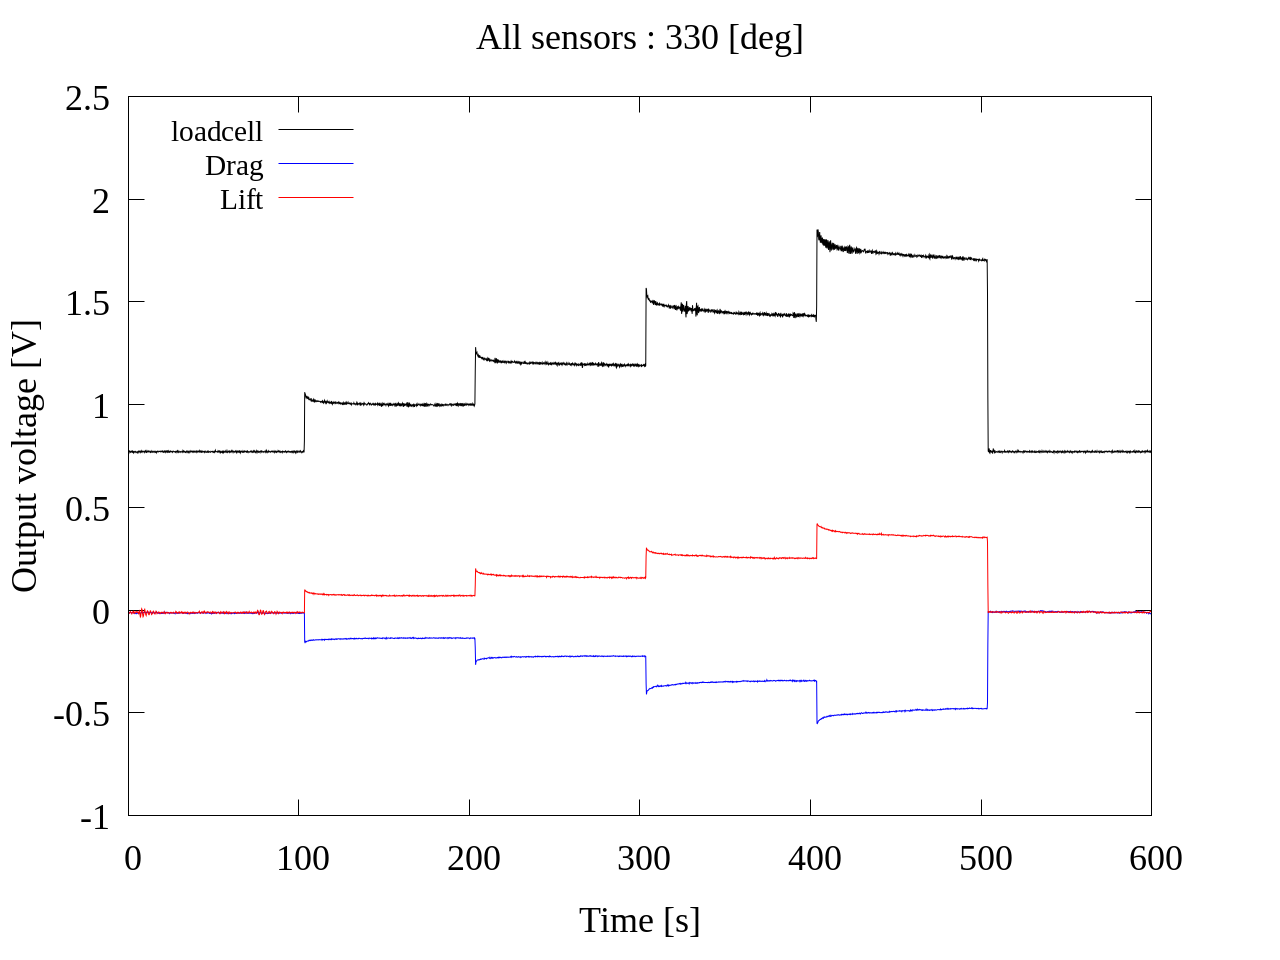 All sensors : 330 [deg]
2.5
2
1.5
1
0.5
0
-0.5
-1
Output voltage [V]
loadcell
Drag
Lift
0 100 200 300 400 500 600
Time [s]